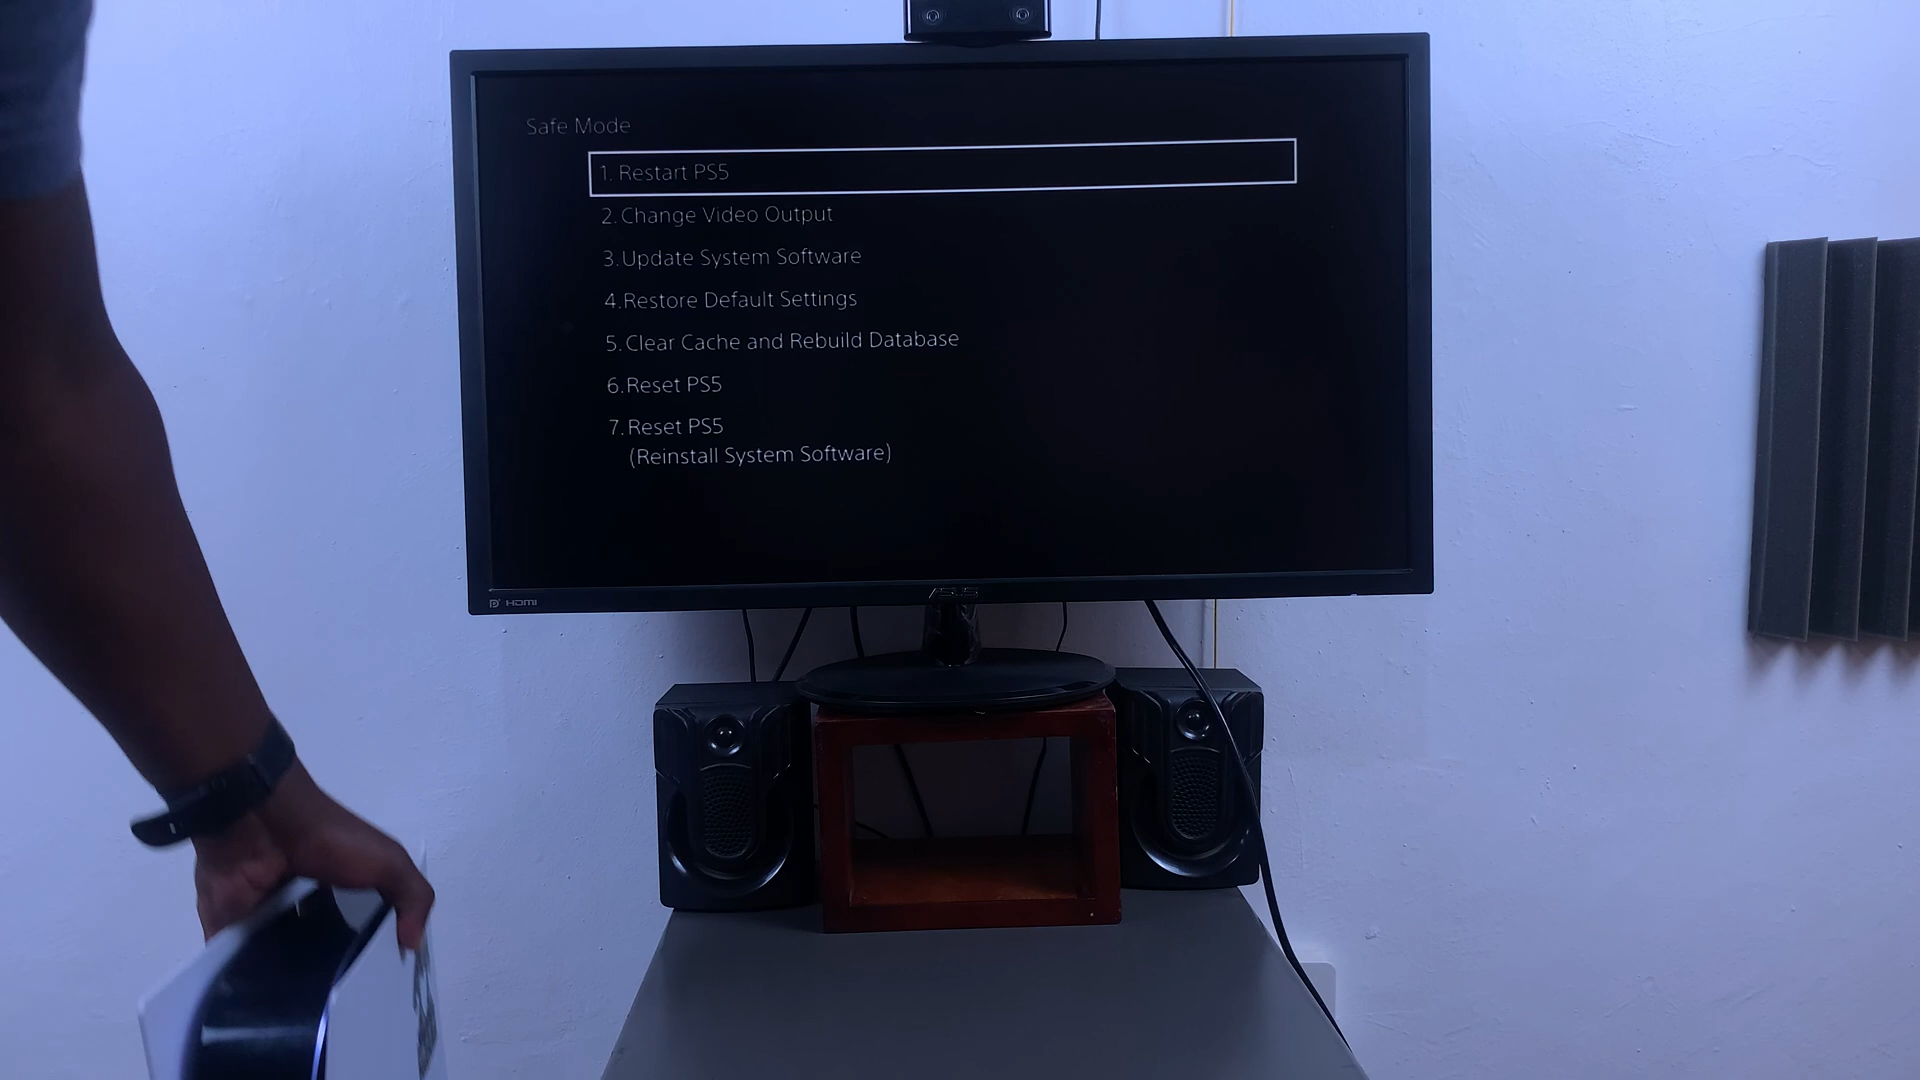 Safe Mode
1. Restart PS5
2. Change Video Output
3. Update System Software
4. Restore Default Settings
5. Clear Cache and Rebuild Database
6. Reset PS5
7. Reset PS5
(Reinstall System Software)
HDMI
ASUS